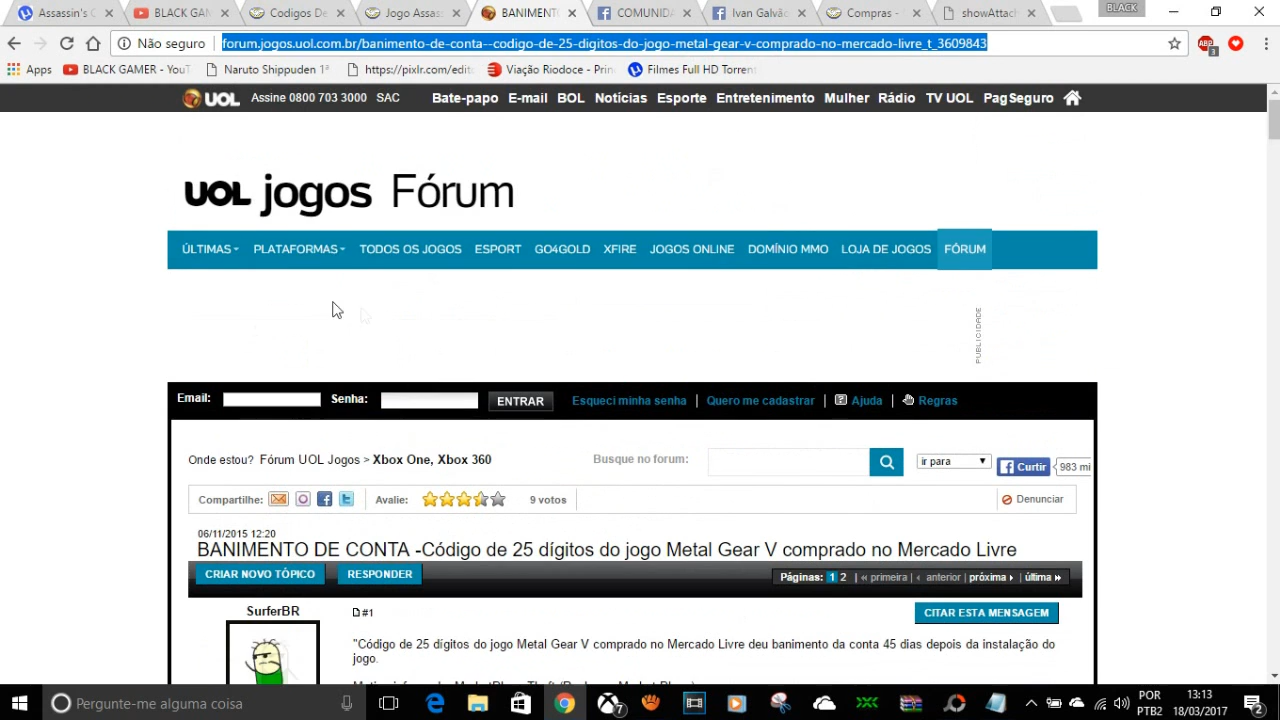 Assassin's C
BLACK GAM
Codigos De
Jogo Assas
BANIMENT
COMUNIDA
Ivan Galvão
Compras -
showAttach
BLACK
Não seguro
forum.jogos.uol.com.br/banimento-de-conta--codigo-de-25-digitos-do-jogo-metal-gear-v-comprado-no-mercado-livre_t_3609843
ABP
3
Apps
BLACK GAMER - YouT
Naruto Shippuden 1ª
https://pixlr.com/edit
Viação Riodoce - Prin
Filmes Full HD Torrent
UOL Assine 0800 703 3000 SAC
Bate-papo E-mail BOL Notícias Esporte Entretenimento Mulher Rádio TV UOL PagSeguro
UOL jogos Fórum
ÚLTIMAS PLATAFORMAS TODOS OS JOGOS ESPORT GO4GOLD XFIRE JOGOS ONLINE DOMÍNIO MMO LOJA DE JOGOS FÓRUM
PUBLICIDADE
Email: Senha: ENTRAR Esqueci minha senha | Quero me cadastrar | Ajuda | Regras
Onde estou? Fórum UOL Jogos > Xbox One, Xbox 360
Busque no forum:
ir para
Curtir
983 mi
Compartilhe:
Avalie:
9 votos
Denunciar
06/11/2015 12:20
BANIMENTO DE CONTA -Código de 25 dígitos do jogo Metal Gear V comprado no Mercado Livre
CRIAR NOVO TÓPICO
RESPONDER
Páginas: 1 2 | « primeira | ‹ anterior | próxima › | última »
SurferBR
#1
CITAR ESTA MENSAGEM
"Código de 25 dígitos do jogo Metal Gear V comprado no Mercado Livre deu banimento da conta 45 dias depois da instalação do
jogo.
Pergunte-me alguma coisa
7
POR
PTB2
13:13
18/03/2017
2